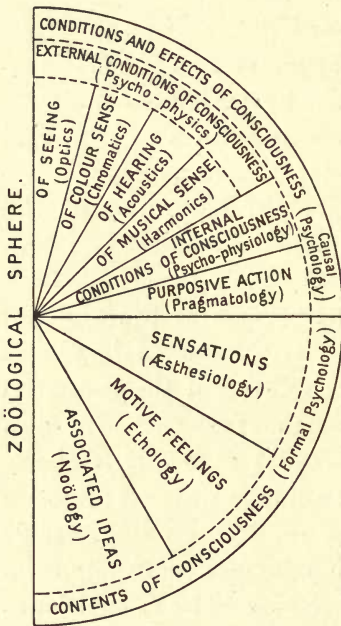 ZOÖLOGICAL SPHERE.
CONDITIONS AND EFFECTS OF CONSCIOUSNESS (Causal
Psychology)
EXTERNAL CONDITIONS OF CONSCIOUSNESS
(Psycho-physics)
OF SEEING
(Optics)
OF COLOUR SENSE
(Chromatics)
OF HEARING
(Acoustics)
OF MUSICAL SENSE
(Harmonics)
INTERNAL
CONDITIONS OF CONSCIOUSNESS
(Psycho-physiology)
PURPOSIVE ACTION
(Pragmatology)
SENSATIONS
(Æsthesiology)
MOTIVE FEELINGS
(Ethology)
ASSOCIATED IDEAS
(Noölogy)
CONTENTS OF CONSCIOUSNESS (Formal Psychology)